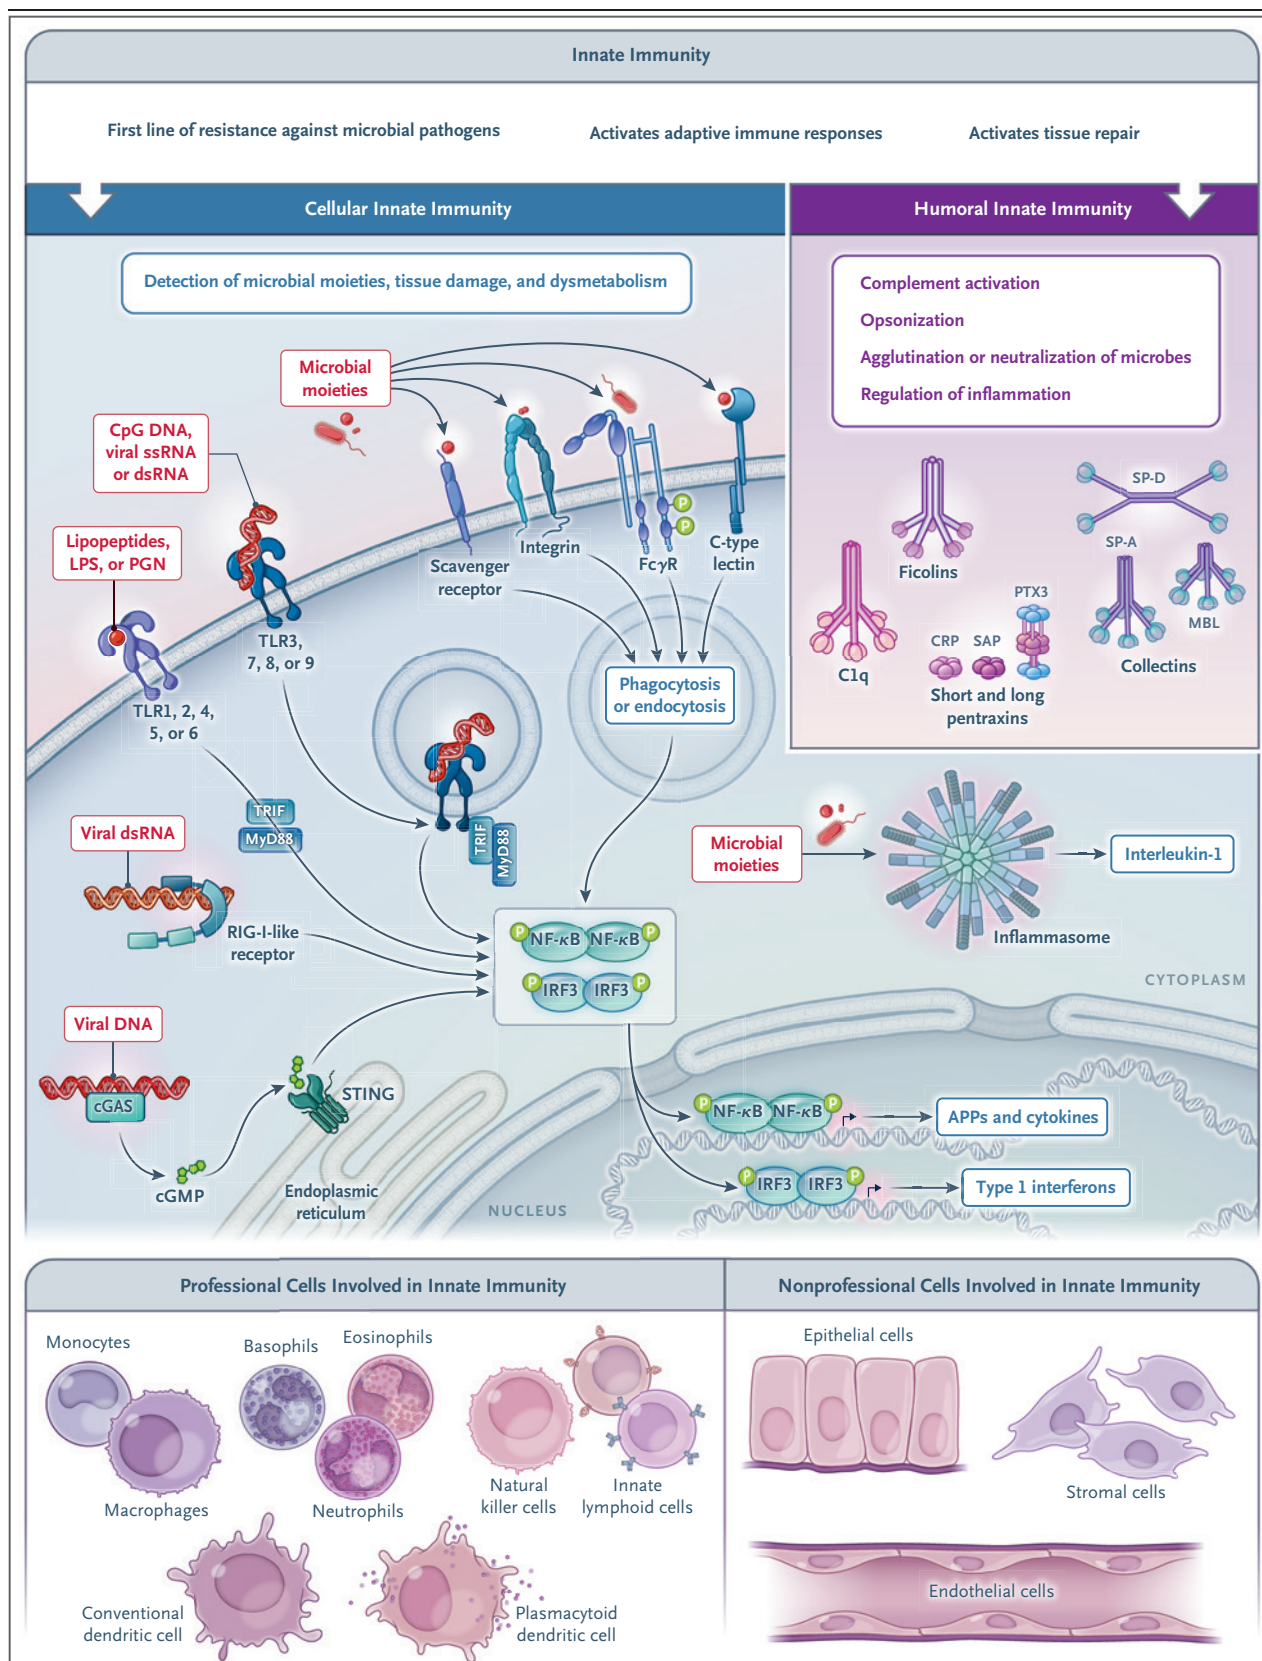 Innate Immunity
First line of resistance against microbial pathogens
Activates adaptive immune responses
Activates tissue repair
Cellular Innate Immunity
Detection of microbial moieties, tissue damage, and dysmetabolism
Microbial
moieties
CpG DNA,
viral ssRNA
or dsRNA
Lipopeptides,
LPS, or PGN
Scavenger
receptor
Integrin
P
P
FcγR
C-type
lectin
TLR3,
7, 8, or 9
TLR1, 2, 4,
5, or 6
Phagocytosis
or endocytosis
TRIF
MyD88
TRIF
MyD88
Viral dsRNA
RIG-I-like
receptor
P NF-κB NF-κB P
P IRF3 IRF3 P
Viral DNA
cGAS
cGMP
STING
Endoplasmic
reticulum
Humoral Innate Immunity
Complement activation
Opsonization
Agglutination or neutralization of microbes
Regulation of inflammation
SP-D
Ficolins
SP-A
MBL
Collectins
C1q
CRP
SAP
PTX3
Short and long
pentraxins
Microbial
moieties
Inflammasome
Interleukin-1
CYTOPLASM
NUCLEUS
P NF-κB NF-κB P
APPs and cytokines
P IRF3 IRF3 P
Type 1 interferons
Professional Cells Involved in Innate Immunity
Monocytes
Macrophages
Basophils
Eosinophils
Neutrophils
Natural
killer cells
Innate
lymphoid cells
Conventional
dendritic cell
Plasmacytoid
dendritic cell
Nonprofessional Cells Involved in Innate Immunity
Epithelial cells
Stromal cells
Endothelial cells